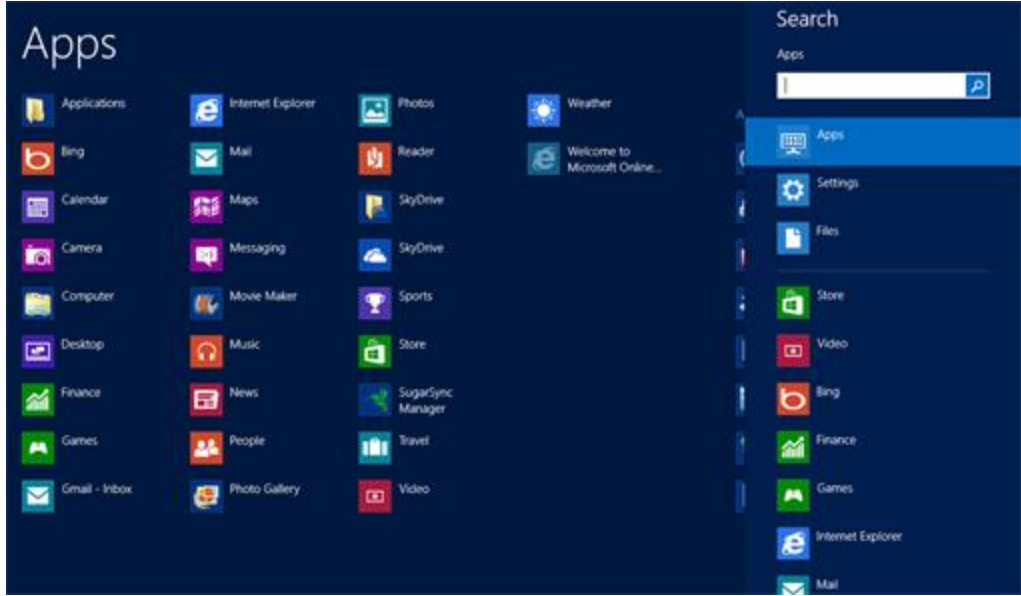 Apps
Applications
Bing
Calendar
Camera
Computer
Desktop
Finance
Games
Gmail - Inbox
Internet Explorer
Mail
Maps
Messaging
Movie Maker
Music
News
People
Photo Gallery
Photos
Reader
SkyDrive
SkyDrive
Sports
Store
SugarSync
Manager
Travel
Video
Weather
Welcome to
Microsoft Online...
Search
Apps
Apps
Settings
Files
Store
Video
Bing
Finance
Games
Internet Explorer
Mail